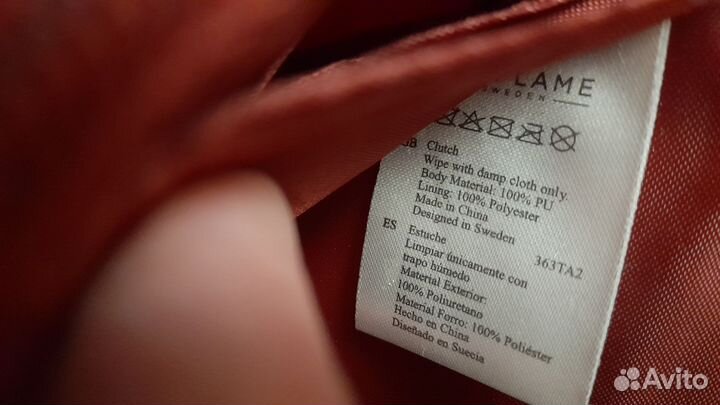 LAME
SWEDEN
GB Clutch
Wipe with damp cloth only.
Body Material: 100% PU
Lining: 100% Polyester
Made in China
Designed in Sweden
ES Estuche 363TA2
Limpiar únicamente con
trapo húmedo
Material Exterior:
100% Poliuretano
Material Forro: 100% Poliéster
Hecho en China
Diseñado en Suecia
Avito